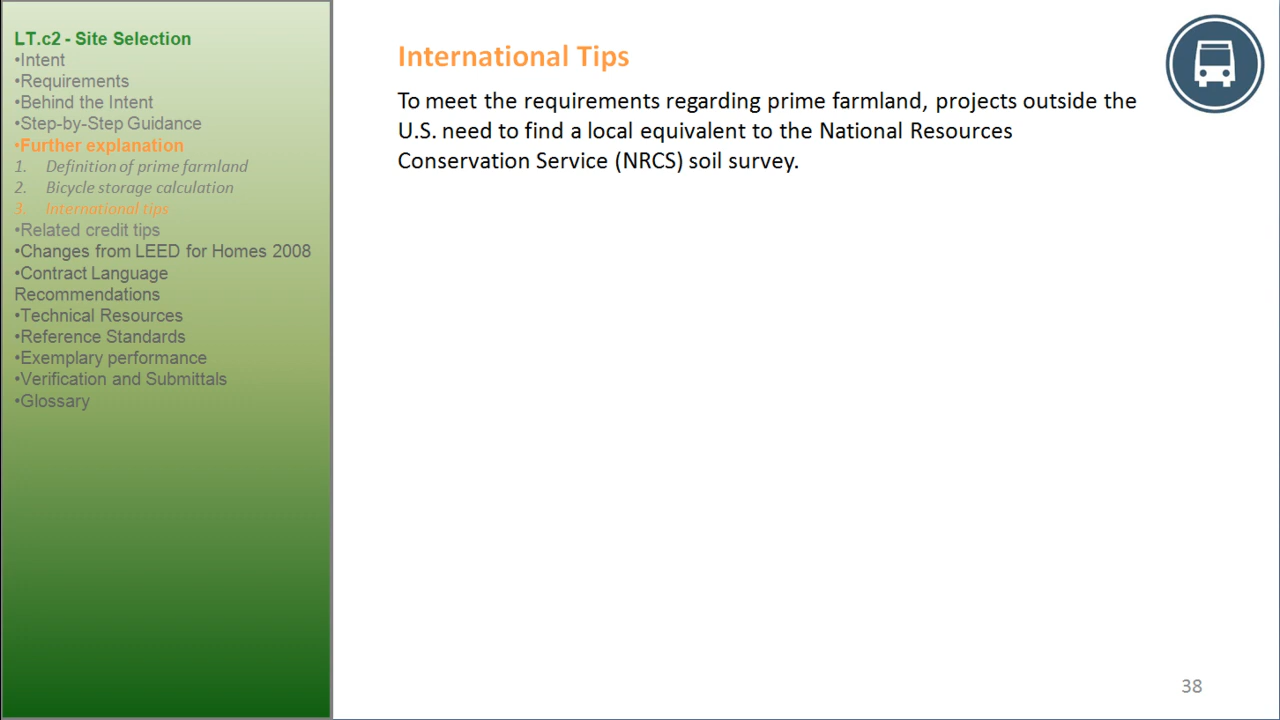 LT.c2 - Site Selection
•Intent
•Requirements
•Behind the Intent
•Step-by-Step Guidance
•Further explanation
1. Definition of prime farmland
2. Bicycle storage calculation
3. International tips
•Related credit tips
•Changes from LEED for Homes 2008
•Contract Language
Recommendations
•Technical Resources
•Reference Standards
•Exemplary performance
•Verification and Submittals
•Glossary
International Tips
To meet the requirements regarding prime farmland, projects outside the
U.S. need to find a local equivalent to the National Resources
Conservation Service (NRCS) soil survey.
38